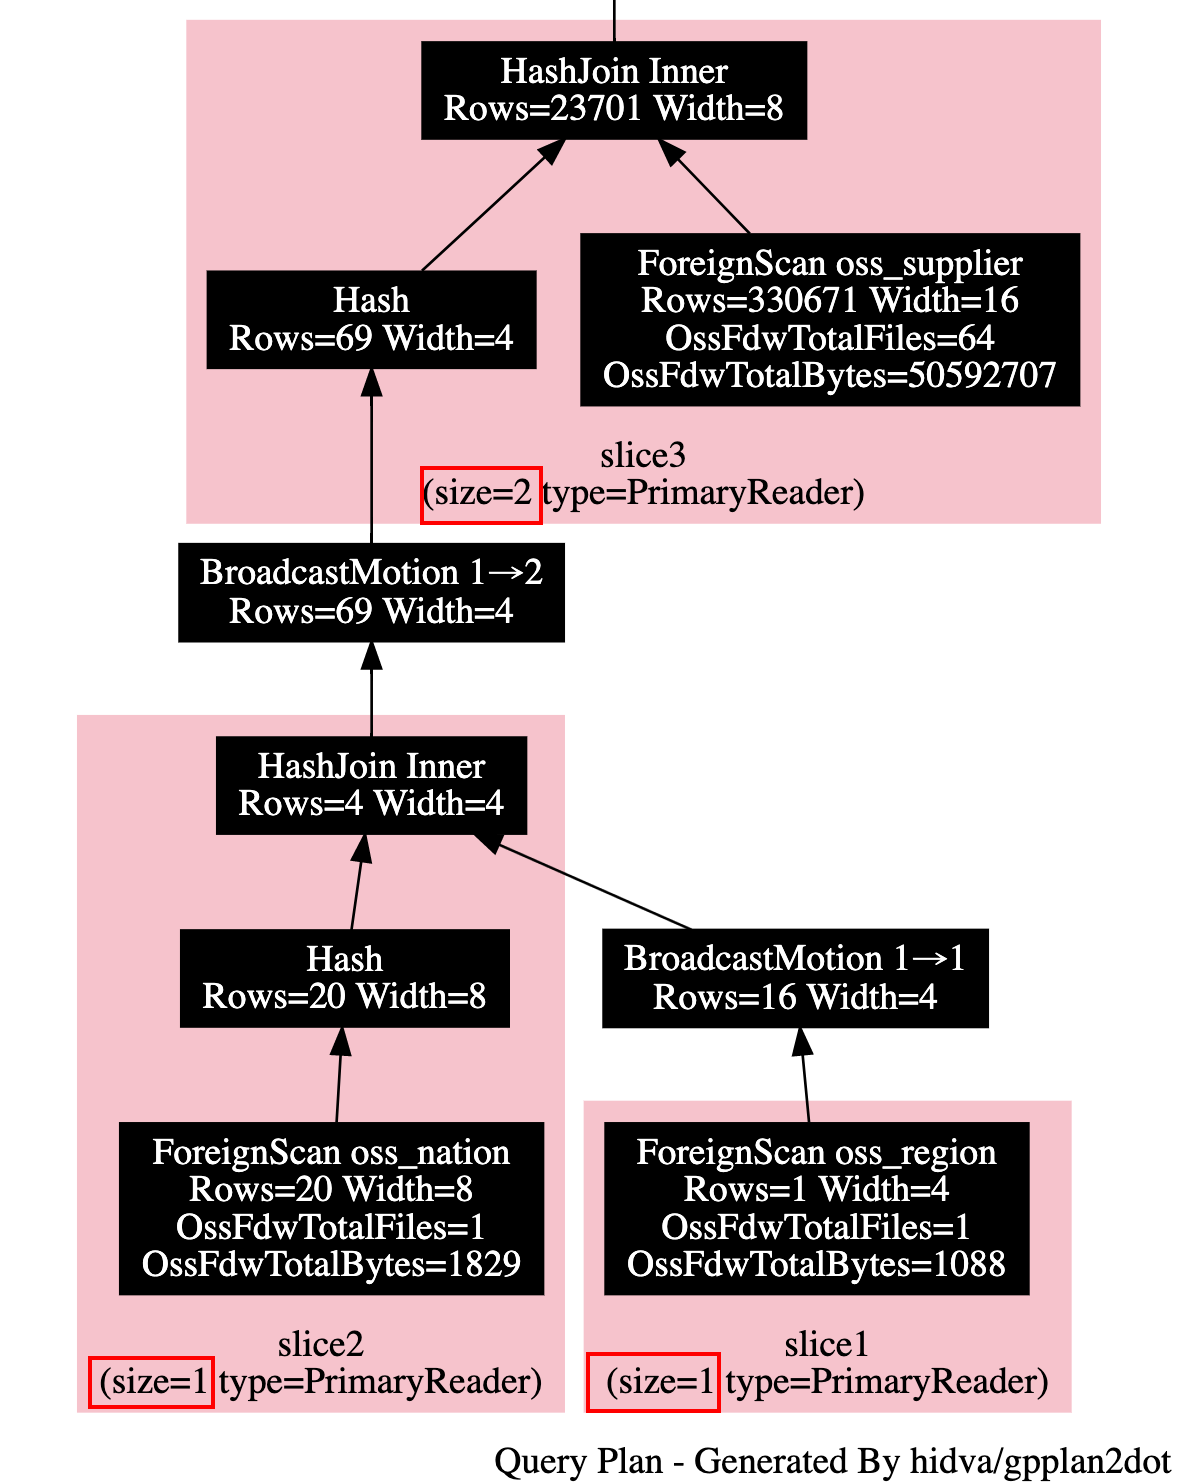 HashJoin Inner
Rows=23701 Width=8
ForeignScan oss_supplier
Rows=330671 Width=16
OssFdwTotalFiles=64
OssFdwTotalBytes=50592707
Hash
Rows=69 Width=4
slice3
(size=2 type=PrimaryReader)
BroadcastMotion 1→2
Rows=69 Width=4
HashJoin Inner
Rows=4 Width=4
Hash
Rows=20 Width=8
BroadcastMotion 1→1
Rows=16 Width=4
ForeignScan oss_nation
Rows=20 Width=8
OssFdwTotalFiles=1
OssFdwTotalBytes=1829
slice2
(size=1 type=PrimaryReader)
ForeignScan oss_region
Rows=1 Width=4
OssFdwTotalFiles=1
OssFdwTotalBytes=1088
slice1
(size=1 type=PrimaryReader)
Query Plan - Generated By hidva/gpplan2dot